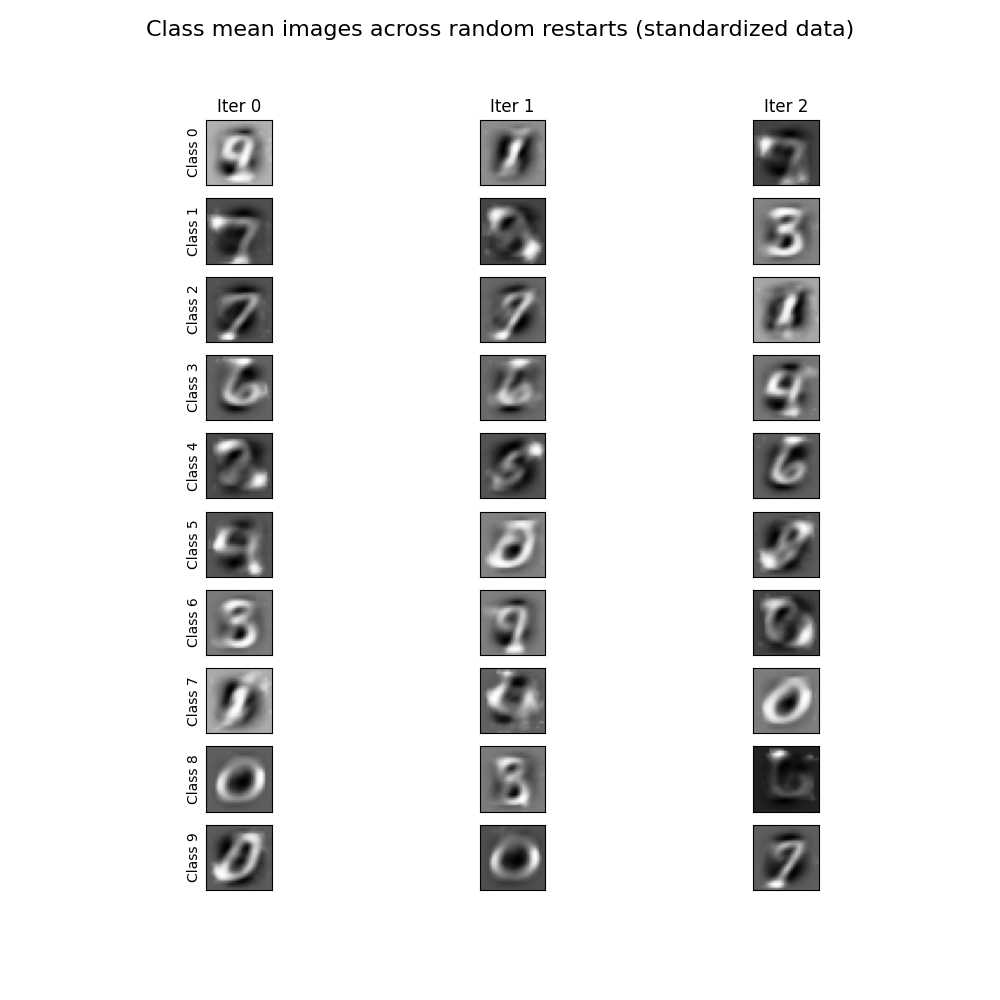 Class mean images across random restarts (standardized data)
Iter 0 Iter 1 Iter 2
Class 0
Class 1
Class 2
Class 3
Class 4
Class 5
Class 6
Class 7
Class 8
Class 9